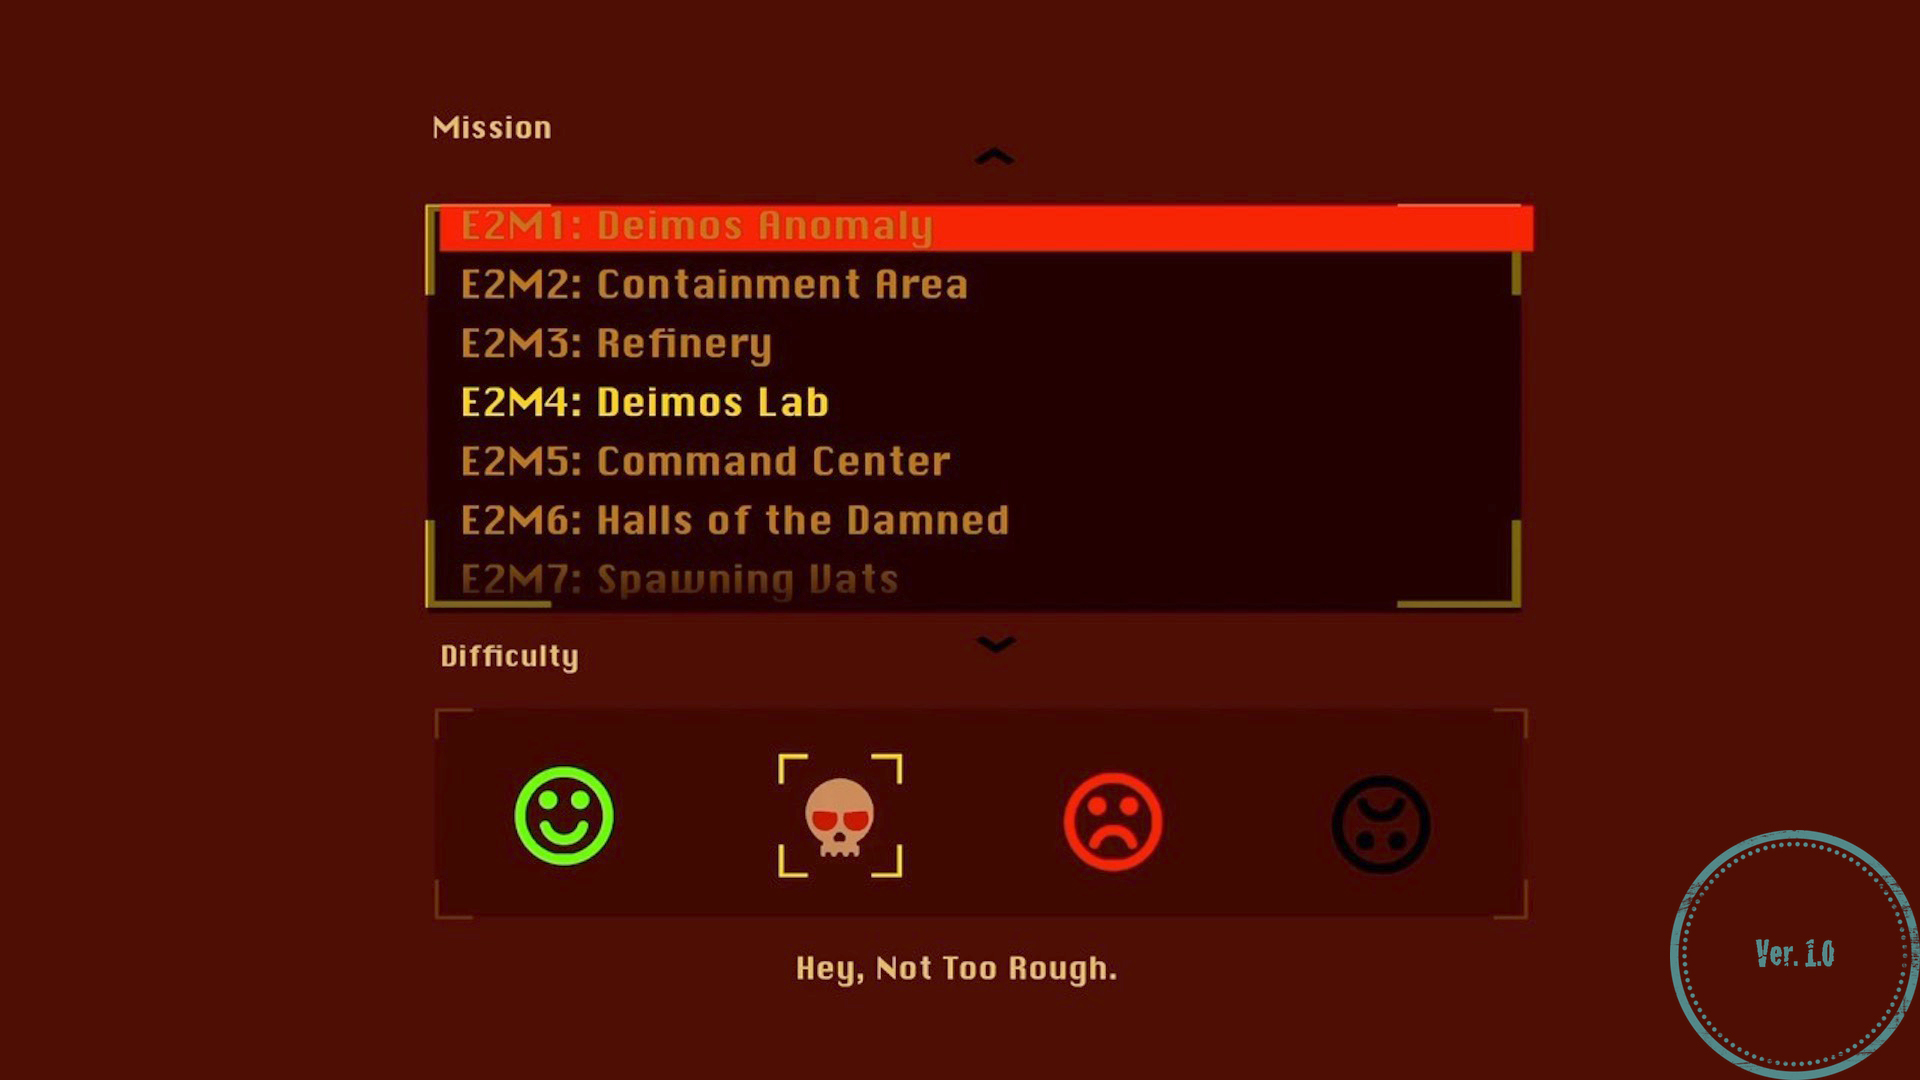 Mission
E2M1: Deimos Anomaly
E2M2: Containment Area
E2M3: Refinery
E2M4: Deimos Lab
E2M5: Command Center
E2M6: Halls of the Damned
E2M7: Spawning Vats
Difficulty
Hey, Not Too Rough.
Ver. 1.0